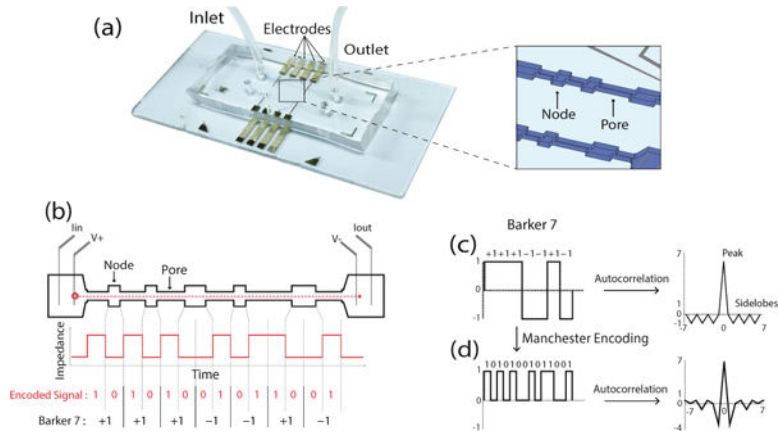 (a)
Inlet
Electrodes
Outlet
Node
Pore
(b)
Iin
V+
Node
Pore
V-
Iout
Impedance
Time
Encoded Signal: 1 0 1 0 1 0 0 1 0 1 1 0 0 1
Barker 7 : +1 +1 +1 -1 -1 +1 -1
Barker 7
(c)
+1+1+1-1-1+1-1
1
0
-1
Autocorrelation
7
Peak
Sidelobes
1
0
-1
-7 0 7
Manchester Encoding
(d)
10101001011001
1
0
-1
Autocorrelation
7
0
-4
-7 0 7